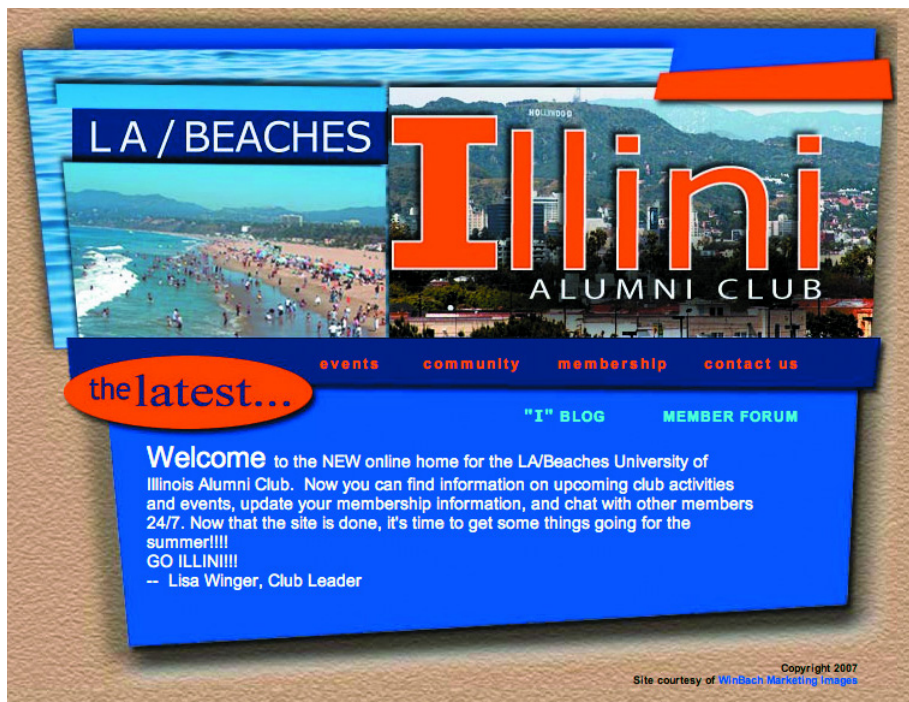 HOLLYWOOD
LA/BEACHES
Illini
ALUMNI CLUB
events community membership contact us
the latest...
"I" BLOG MEMBER FORUM
Welcome to the NEW online home for the LA/Beaches University of
Illinois Alumni Club.  Now you can find information on upcoming club activities
and events, update your membership information, and chat with other members
24/7. Now that the site is done, it's time to get some things going for the
summer!!!!
GO ILLINI!!!
--  Lisa Winger, Club Leader
Copyright 2007
Site courtesy of WinBach Marketing Images